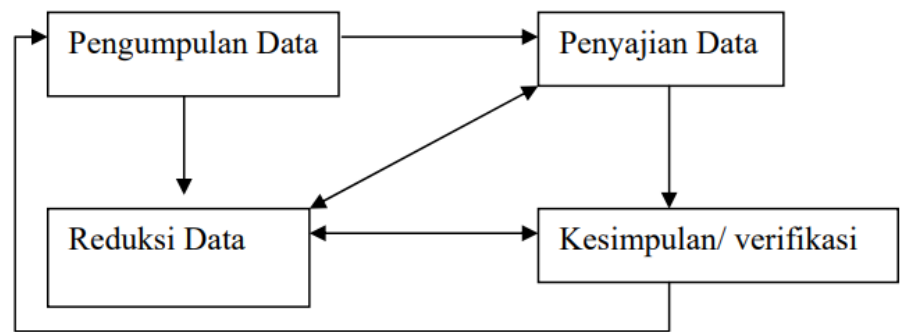 Pengumpulan Data
Penyajian Data
Reduksi Data
Kesimpulan/ verifikasi